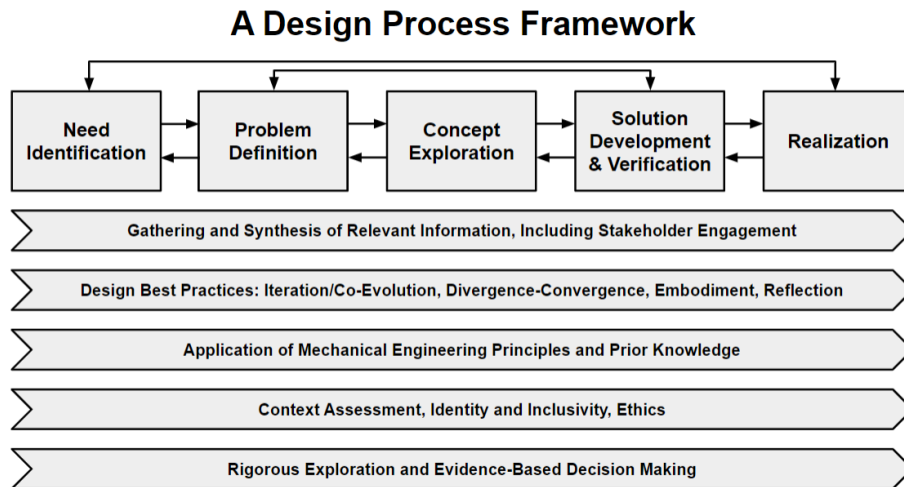 A Design Process Framework
Need
Identification
Problem
Definition
Concept
Exploration
Solution
Development
& Verification
Realization
Gathering and Synthesis of Relevant Information, Including Stakeholder Engagement
Design Best Practices: Iteration/Co-Evolution, Divergence-Convergence, Embodiment, Reflection
Application of Mechanical Engineering Principles and Prior Knowledge
Context Assessment, Identity and Inclusivity, Ethics
Rigorous Exploration and Evidence-Based Decision Making